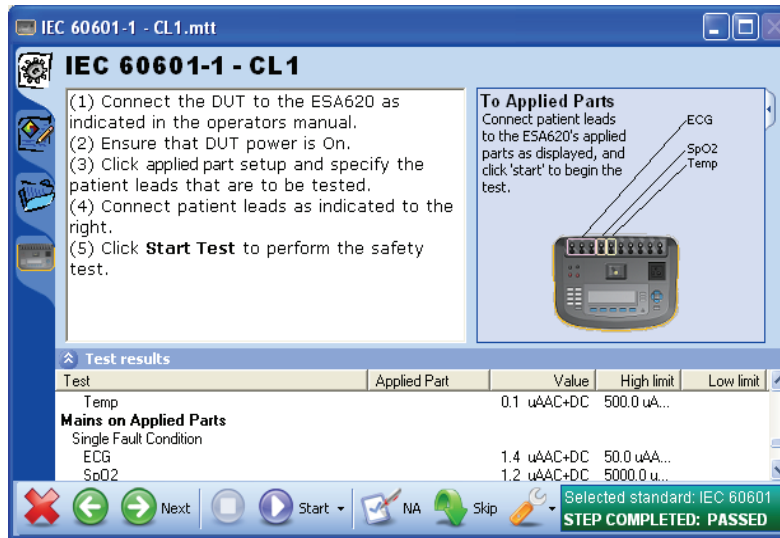 IEC 60601-1 - CL1.mtt
IEC 60601-1 - CL1
(1) Connect the DUT to the ESA620 as
indicated in the operators manual.
(2) Ensure that DUT power is On.
(3) Click applied part setup and specify the
patient leads that are to be tested.
(4) Connect patient leads as indicated to the
right.
(5) Click Start Test to perform the safety
test.
To Applied Parts
Connect patient leads
to the ESA620's applied
parts as displayed, and
click 'start' to begin the
test.
ECG
SpO2
Temp
Test results
Test Applied Part Value High limit Low limit
Temp 0.1 uAAC+DC 500.0 uA...
Mains on Applied Parts
Single Fault Condition
ECG 1.4 uAAC+DC 50.0 uAA...
SpO2 1.2 uAAC+DC 5000.0 u...
Next Start NA Skip
Selected standard: IEC 60601
STEP COMPLETED: PASSED